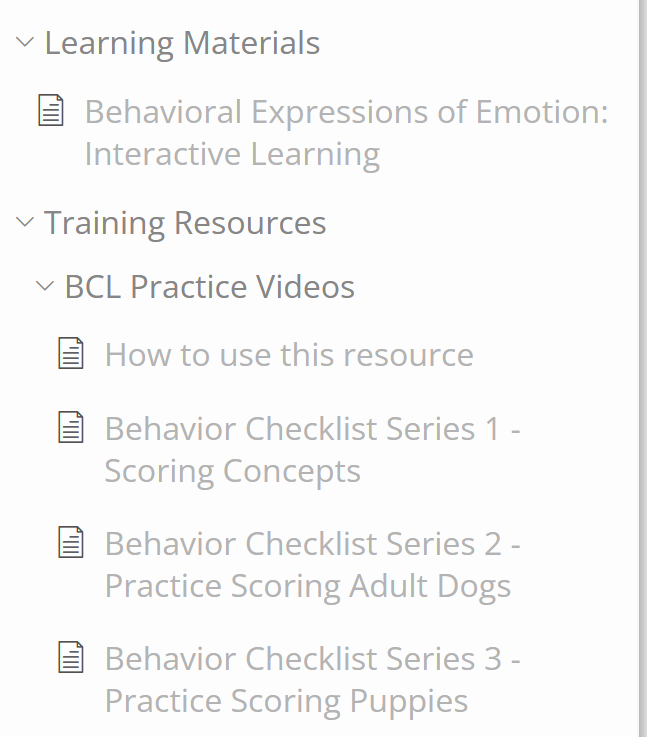 Learning Materials
Behavioral Expressions of Emotion:
Interactive Learning
Training Resources
BCL Practice Videos
How to use this resource
Behavior Checklist Series 1 -
Scoring Concepts
Behavior Checklist Series 2 -
Practice Scoring Adult Dogs
Behavior Checklist Series 3 -
Practice Scoring Puppies